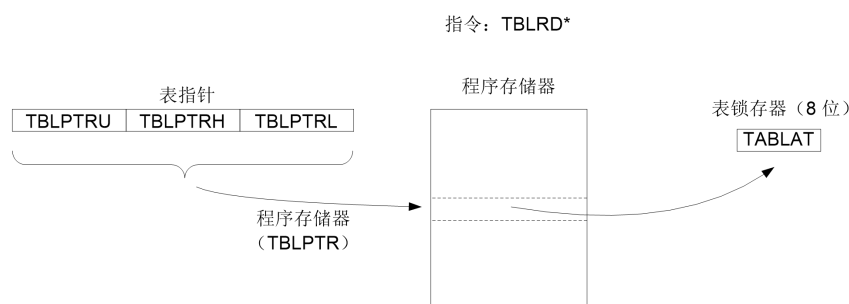 指令：TBLRD*
表指针
程序存储器
表锁存器（8 位）
TBLPTRU TBLPTRH TBLPTRL
TABLAT
程序存储器
（TBLPTR）